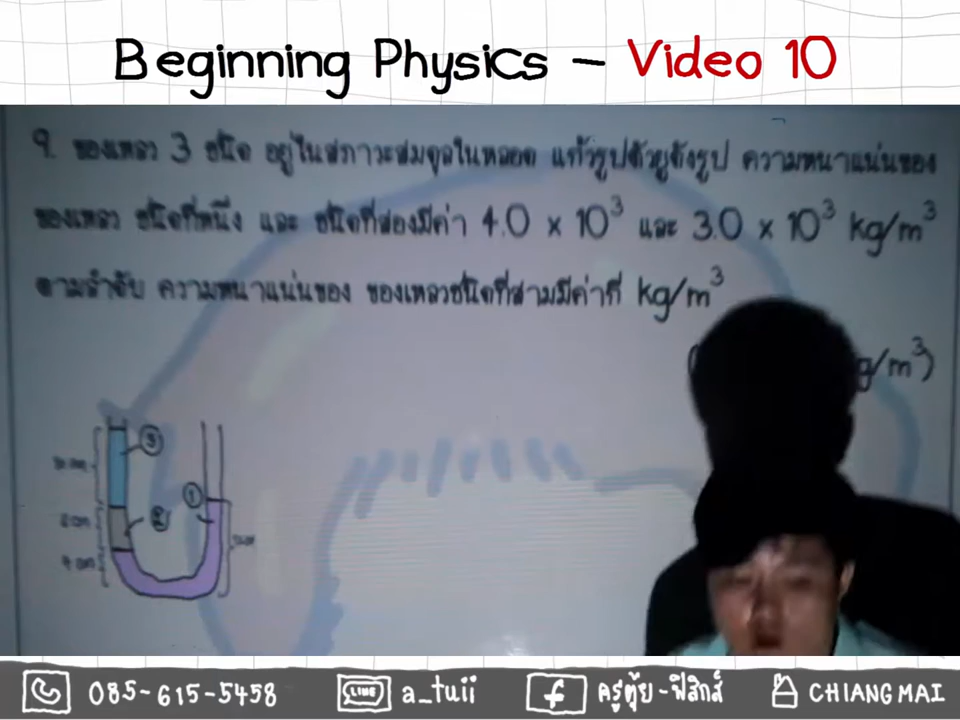 Beginning Physics – Video 10
9. ของเหลว 3 ชนิด อยู่ในสภาวะสมดุลในหลอด แก้วรูปตัวยูดังรูป ความหนาแน่นของ
ของเหลว ชนิดที่หนึ่ง และ ชนิดที่สองมีค่า 4.0 × 10³ และ 3.0 × 10³ kg/m³
ตามลำดับ ความหนาแน่นของ ของเหลวชนิดที่สามมีค่ากี่ kg/m³
g/m³)
3
1
2
8 cm
4 cm
085-615-5458
LINE
a_tuii
f
ครูตุ้ย-ฟิสิกส์
CHIANG MAI